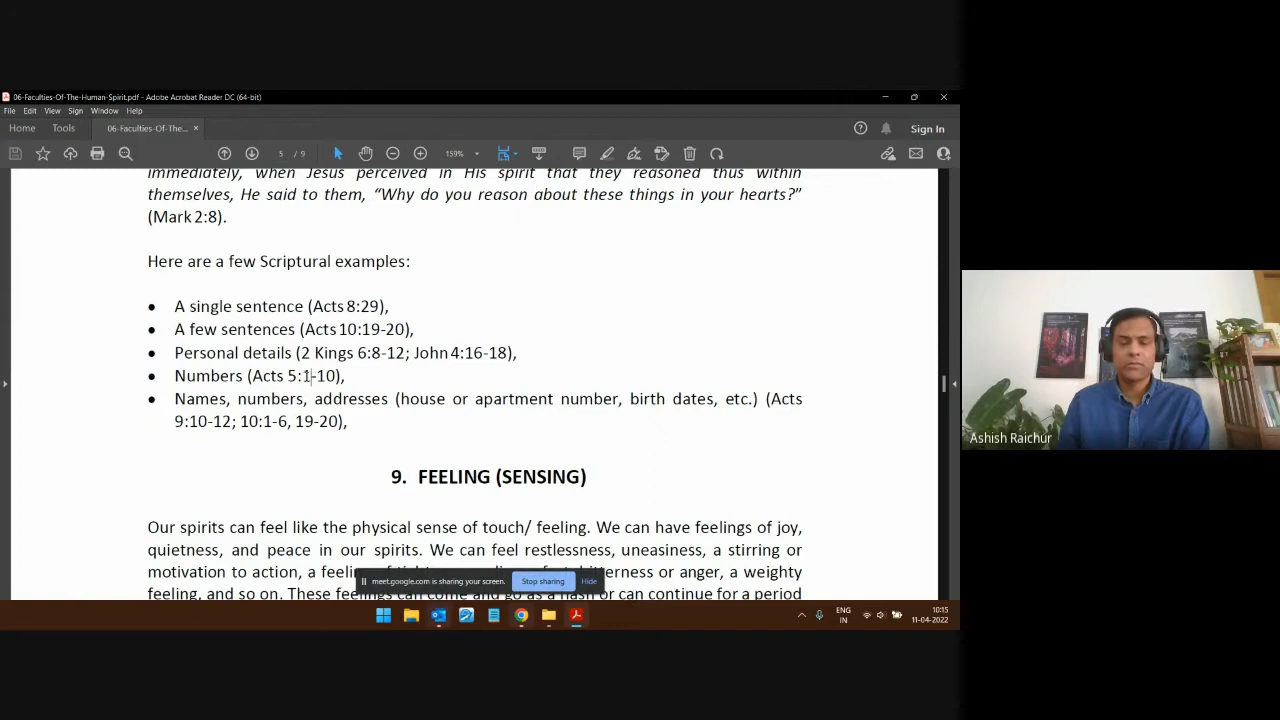 06-Faculties-Of-The-Human-Spirit.pdf - Adobe Acrobat Reader DC (64-bit)
File Edit View Sign Window Help
Home Tools 06-Faculties-Of-The... × Sign In
5 / 9 159%
immediately, when Jesus perceived in His spirit that they reasoned thus within
themselves, He said to them, “Why do you reason about these things in your hearts?”
(Mark 2:8).
Here are a few Scriptural examples:
• A single sentence (Acts 8:29),
• A few sentences (Acts 10:19-20),
• Personal details (2 Kings 6:8-12; John 4:16-18),
• Numbers (Acts 5:1-10),
• Names, numbers, addresses (house or apartment number, birth dates, etc.) (Acts
9:10-12; 10:1-6, 19-20),
9. FEELING (SENSING)
Our spirits can feel like the physical sense of touch/ feeling. We can have feelings of joy,
quietness, and peace in our spirits. We can feel restlessness, uneasiness, a stirring or
motivation to action, a feeling bitterness or anger, a weighty
feeling, and so on. These feelings can come and go as a flash or can continue for a period
meet.google.com is sharing your screen. Stop sharing Hide
Ashish Raichur
ENG
IN
10:15
11-04-2022